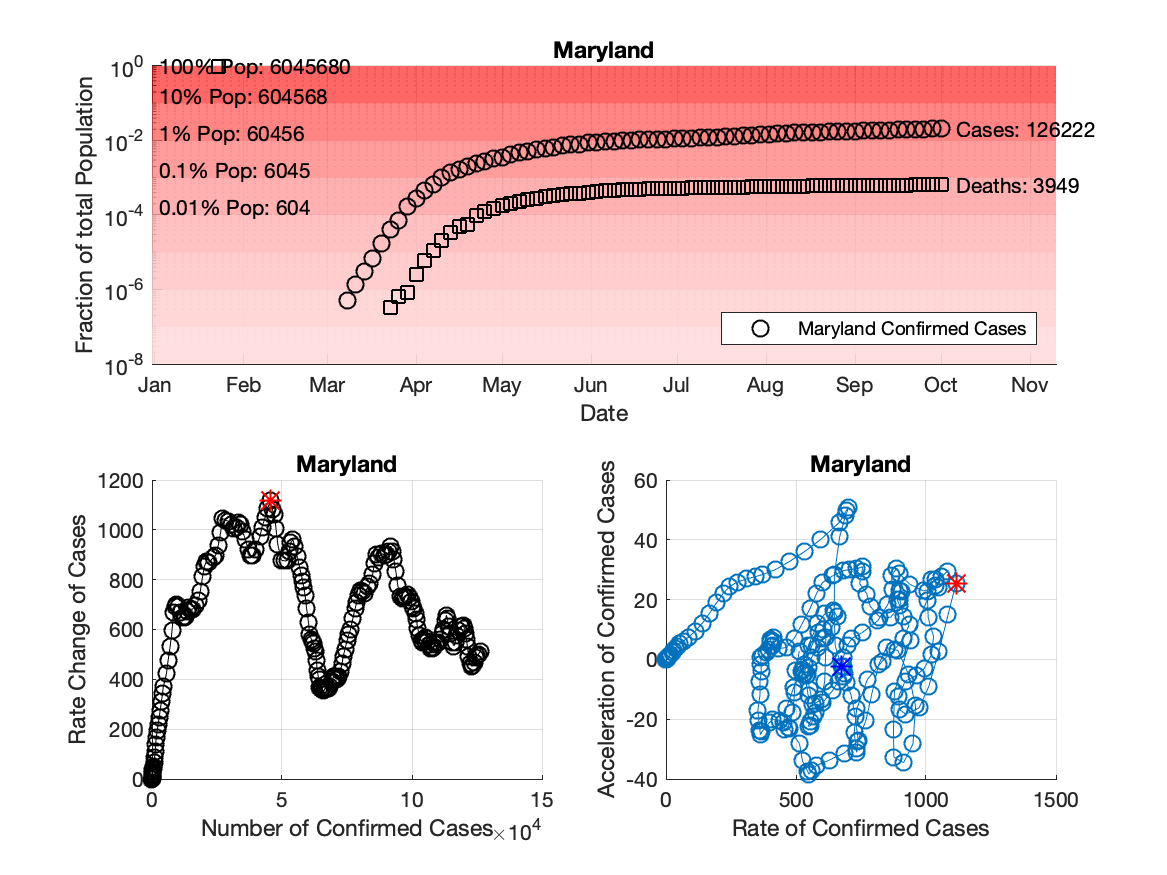 Maryland
Fraction of total Population
10^0
10^-2
10^-4
10^-6
10^-8
100% Pop: 6045680
10% Pop: 604568
1% Pop: 60456
0.1% Pop: 6045
0.01% Pop: 604
Cases: 126222
Deaths: 3949
Maryland Confirmed Cases
Jan Feb Mar Apr May Jun Jul Aug Sep Oct Nov
Date
Maryland
Rate Change of Cases
1200
1000
800
600
400
200
0
0 5 10 15
Number of Confirmed Cases ×10^4
Maryland
Acceleration of Confirmed Cases
60
40
20
0
-20
-40
0 500 1000 1500
Rate of Confirmed Cases